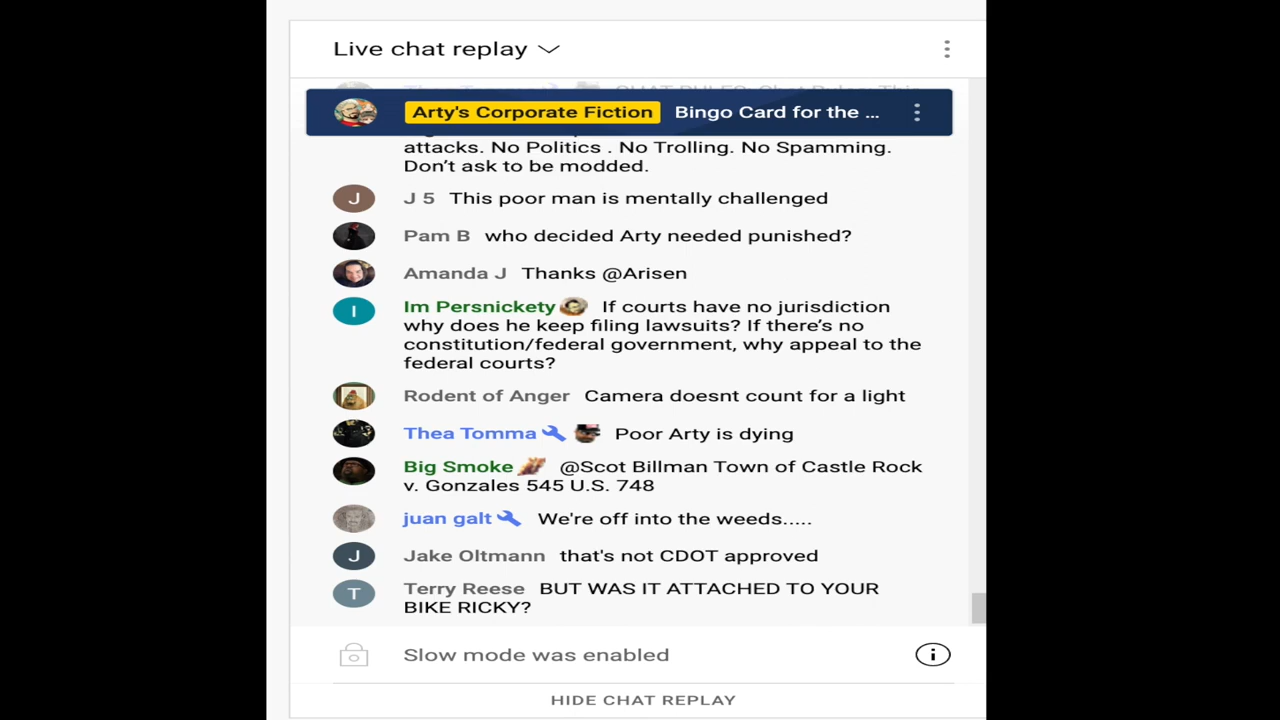 Live chat replay
Arty's Corporate Fiction Bingo Card for the ...
attacks. No Politics . No Trolling. No Spamming.
Don’t ask to be modded.
J J 5 This poor man is mentally challenged
Pam B who decided Arty needed punished?
Amanda J Thanks @Arisen
I Im Persnickety If courts have no jurisdiction
why does he keep filing lawsuits? If there’s no
constitution/federal government, why appeal to the
federal courts?
Rodent of Anger Camera doesnt count for a light
Thea Tomma Poor Arty is dying
Big Smoke @Scot Billman Town of Castle Rock
v. Gonzales 545 U.S. 748
juan galt We're off into the weeds.....
J Jake Oltmann that's not CDOT approved
T Terry Reese BUT WAS IT ATTACHED TO YOUR
BIKE RICKY?
Slow mode was enabled
HIDE CHAT REPLAY